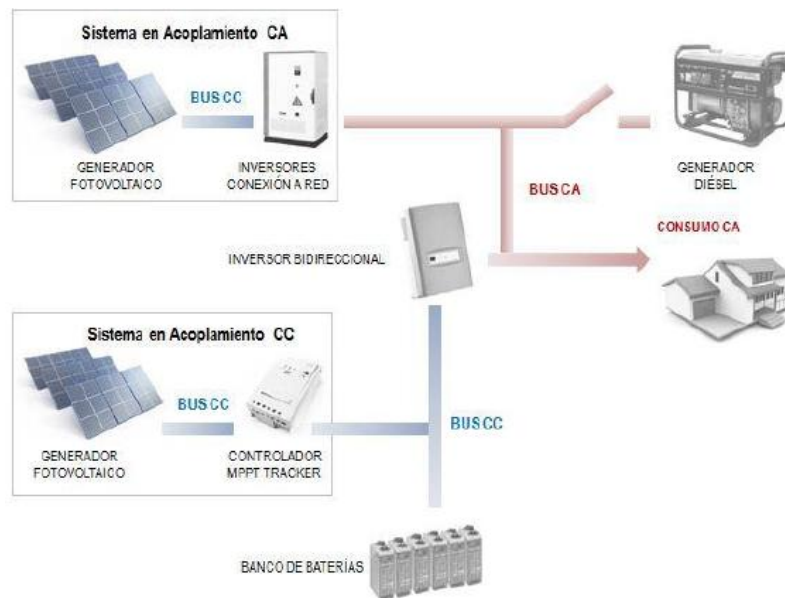 Sistema en Acoplamiento CA
BUS CC
GENERADOR
FOTOVOLTAICO
INVERSORES
CONEXIÓN A RED
GENERADOR
DIÉSEL
BUS CA
CONSUMO CA
INVERSOR BIDIRECCIONAL
Sistema en Acoplamiento CC
BUS CC
BUS CC
GENERADOR
FOTOVOLTAICO
CONTROLADOR
MPPT TRACKER
BANCO DE BATERÍAS